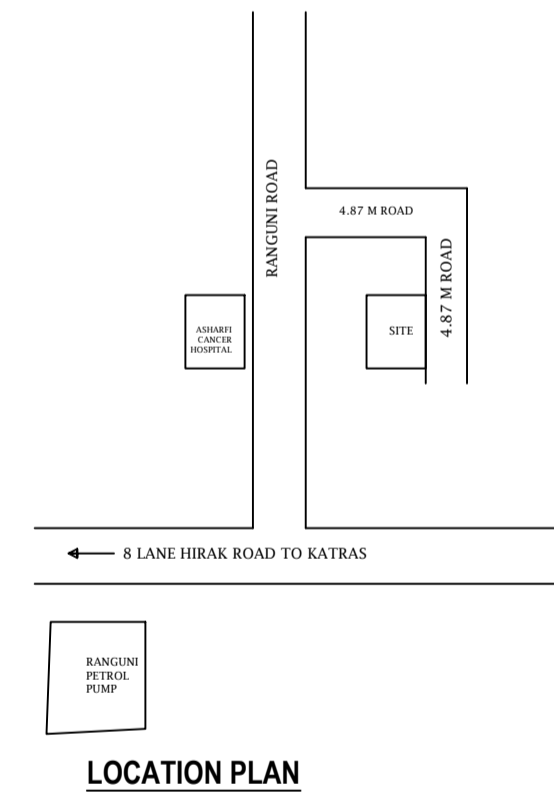 RANGUNI ROAD
4.87 M ROAD
4.87 M ROAD
ASHARFI
CANCER
HOSPITAL
SITE
8 LANE HIRAK ROAD TO KATRAS
RANGUNI
PETROL
PUMP
LOCATION PLAN